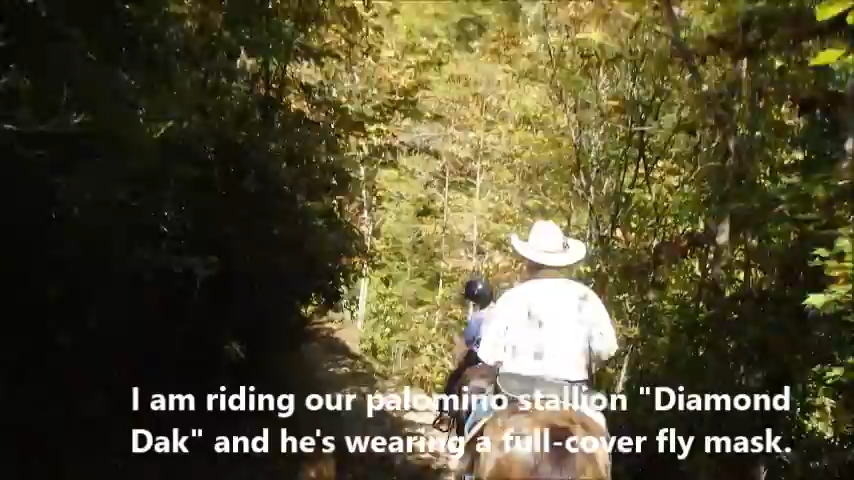 I am riding our palomino stallion "Diamond
Dak" and he's wearing a full-cover fly mask.